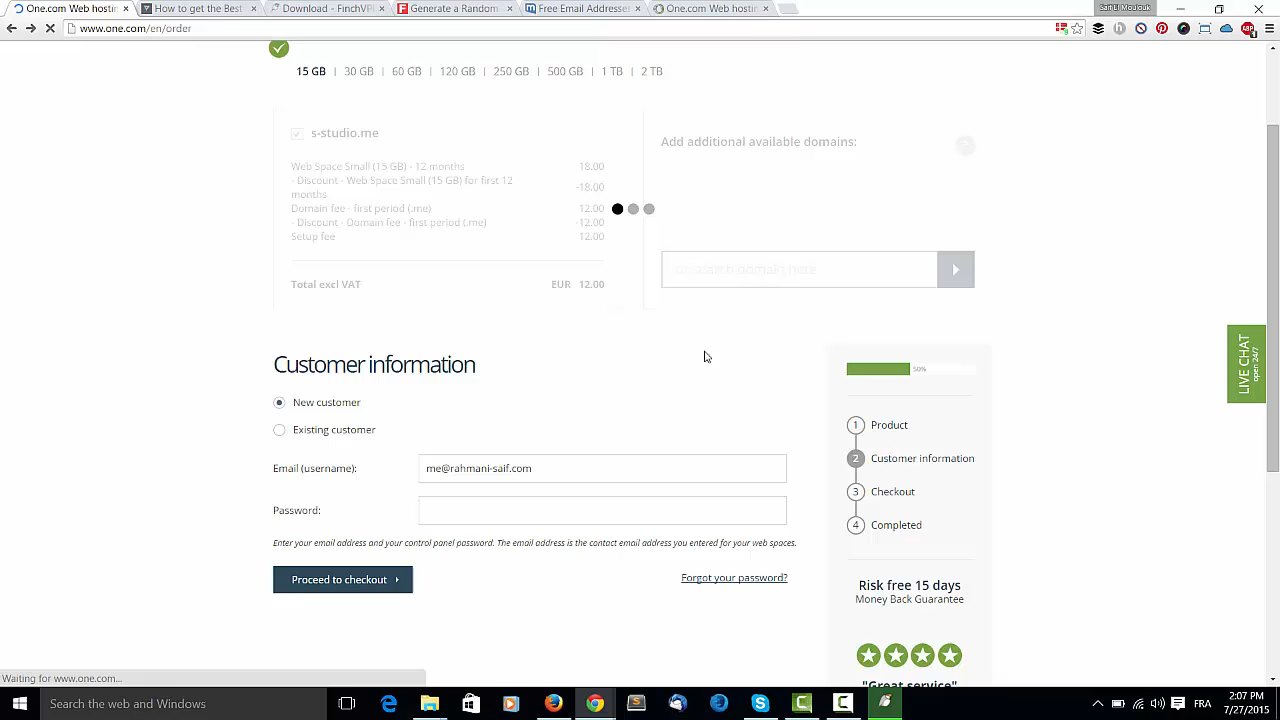 One.com Web hostin
How to get the Best
Download - FinchVP
Generate a Random
Free Email Addresse
One.com Web hostin
www.one.com/en/order
15 GB | 30 GB | 60 GB | 120 GB | 250 GB | 500 GB | 1 TB | 2 TB
s-studio.me
Web Space Small (15 GB) - 12 months 18.00
- Discount - Web Space Small (15 GB) for first 12
months -18.00
Domain fee - first period (.me) 12.00
- Discount - Domain fee - first period (.me) -12.00
Setup fee 12.00
Total excl VAT EUR 12.00
Add additional available domains:
LIVE CHAT
open 24/7
Customer information
New customer
Existing customer
Email (username): me@rahmani-saif.com
Password:
Enter your email address and your control panel password. The email address is the contact email address you entered for your web spaces.
Proceed to checkout
Forgot your password?
50%
1 Product
2 Customer information
3 Checkout
4 Completed
Risk free 15 days
Money Back Guarantee
"Great service"
Waiting for www.one.com...
Search the web and Windows
FRA
2:07 PM
7/27/2015